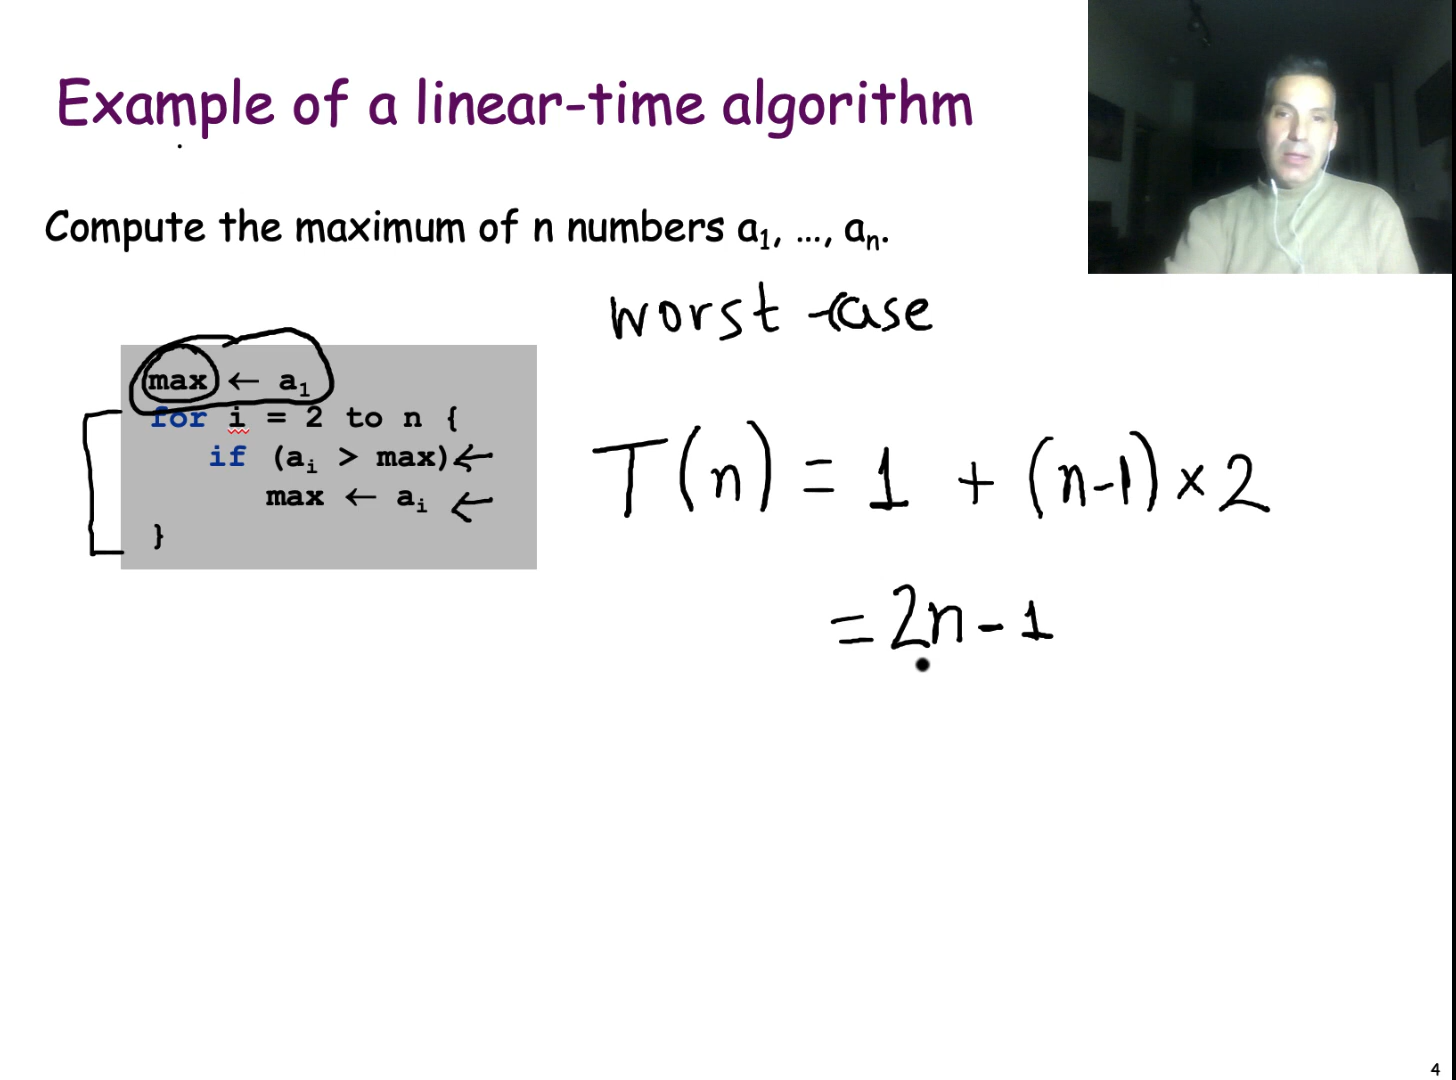 Example of a linear-time algorithm
Compute the maximum of n numbers a₁, …, aₙ.
worst-case
max ← a₁
for i = 2 to n {
if (aᵢ > max)
max ← aᵢ
}
T(n) = 1 + (n-1) × 2
= 2n - 1
4